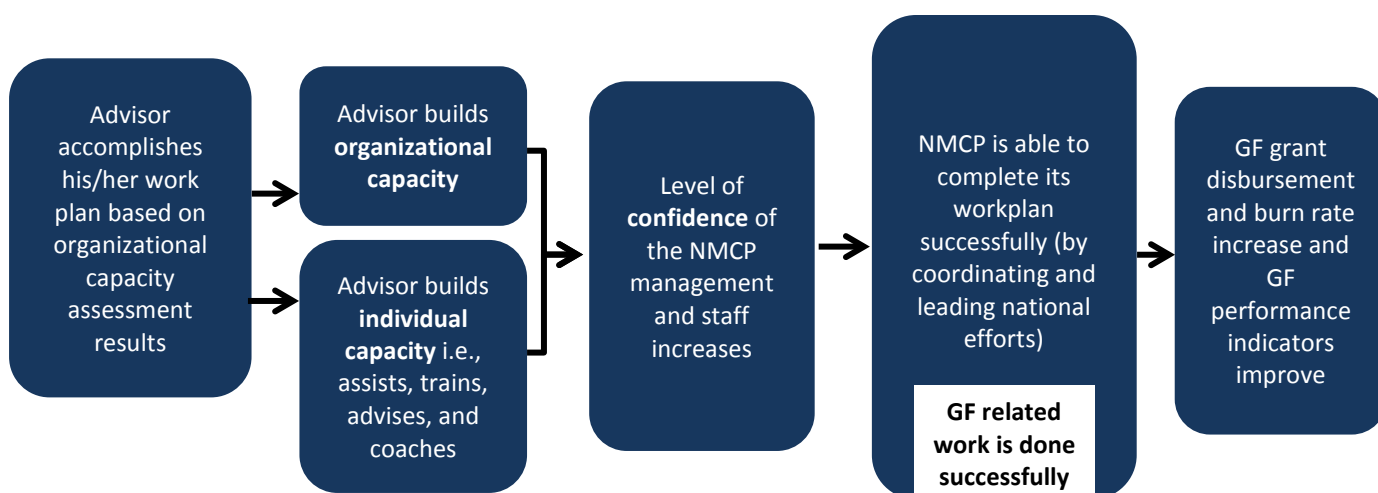 Advisor
accomplishes
his/her work
plan based on
organizational
capacity
assessment
results
Advisor builds
organizational
capacity
Advisor builds
individual
capacity i.e.,
assists, trains,
advises, and
coaches
Level of
confidence of
the NMCP
management
and staff
increases
NMCP is able to
complete its
workplan
successfully (by
coordinating and
leading national
efforts)
GF related
work is done
successfully
GF grant
disbursement
and burn rate
increase and
GF
performance
indicators
improve